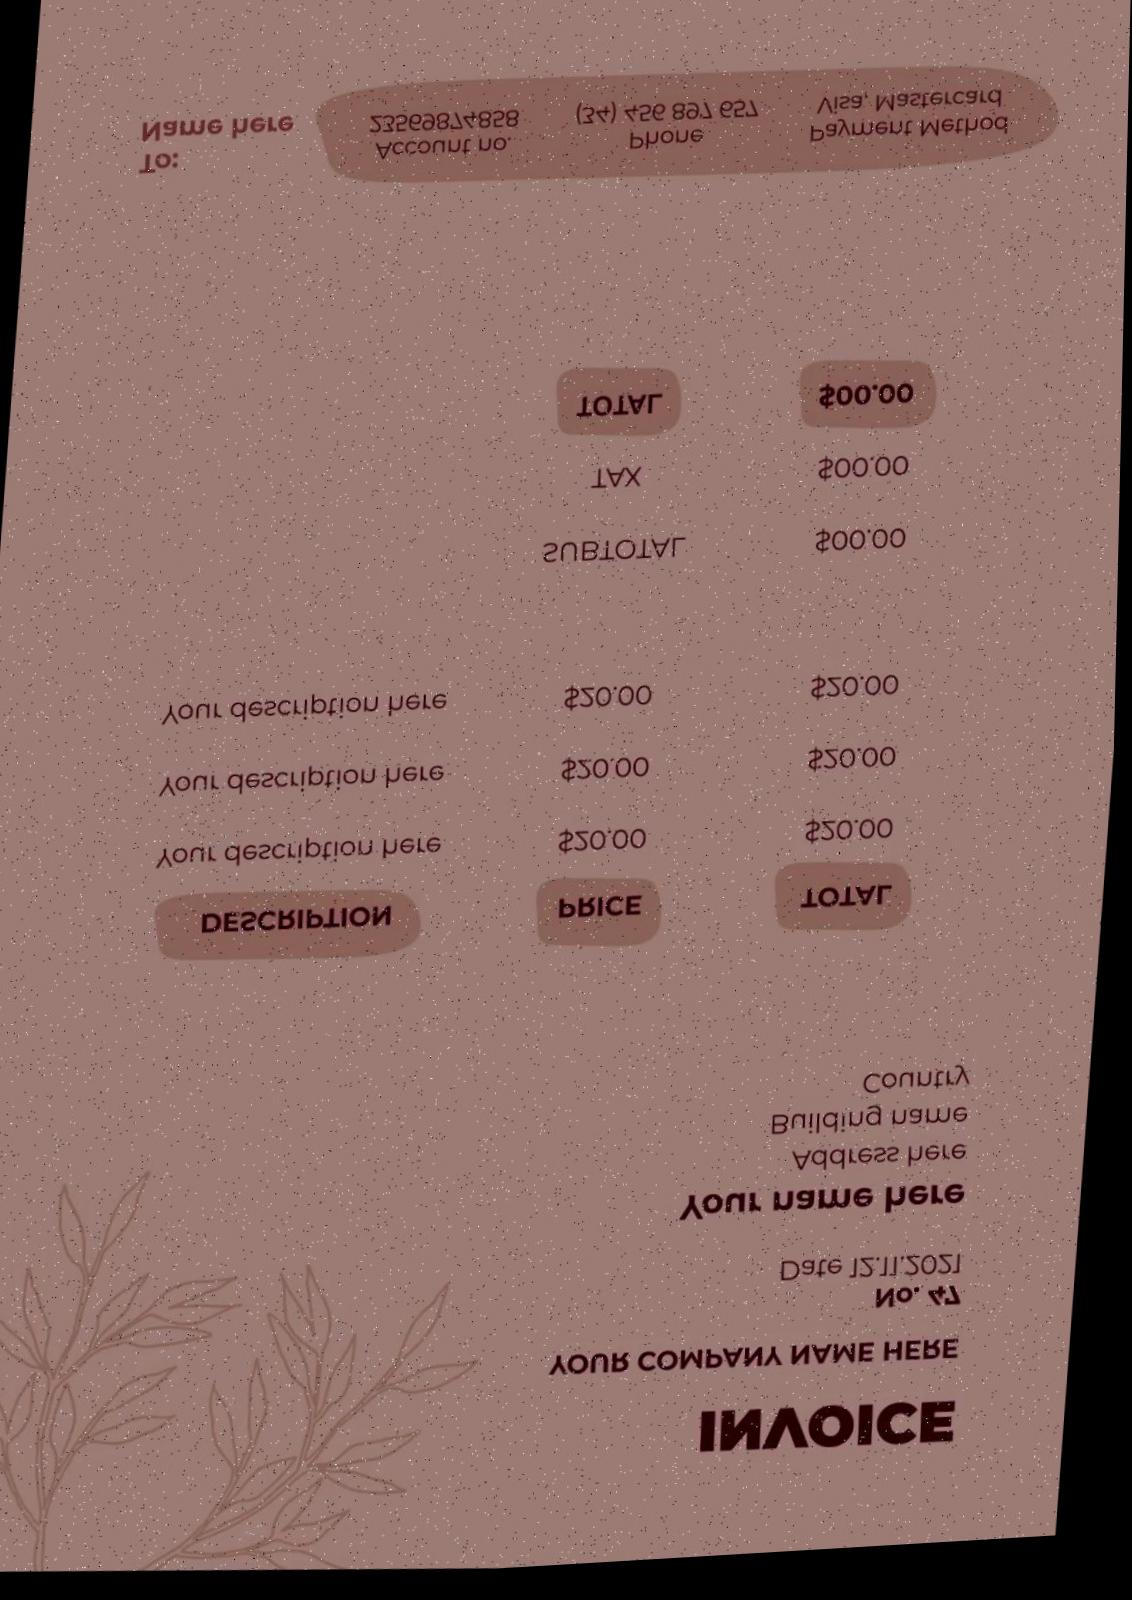 INVOICE
YOUR COMPANY NAME HERE
No. 47
Date 12.11.2021
Your name here
Address here
Building name
Country
DESCRIPTION PRICE TOTAL
Your description here $20.00 $20.00
Your description here $20.00 $20.00
Your description here $20.00 $20.00
SUBTOTAL $00.00
TAX $00.00
TOTAL $00.00
To:
Name here
Account no.
23569874858
Phone
(34) 456 897 657
Payment Method
Visa, Mastercard